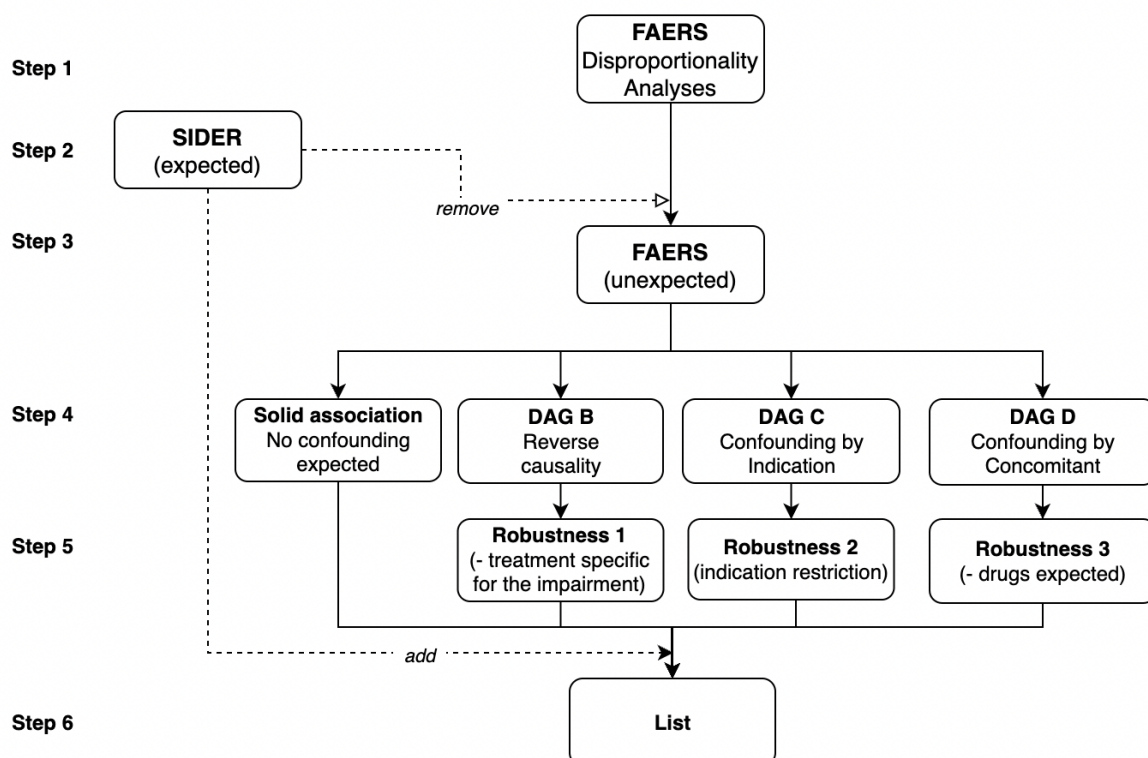 Step 1
FAERS
Disproportionality
Analyses
Step 2
SIDER
(expected)
remove
Step 3
FAERS
(unexpected)
Step 4
Solid association
No confounding
expected
DAG B
Reverse
causality
DAG C
Confounding by
Indication
DAG D
Confounding by
Concomitant
Step 5
Robustness 1
(- treatment specific
for the impairment)
Robustness 2
(indication restriction)
Robustness 3
(- drugs expected)
add
Step 6
List